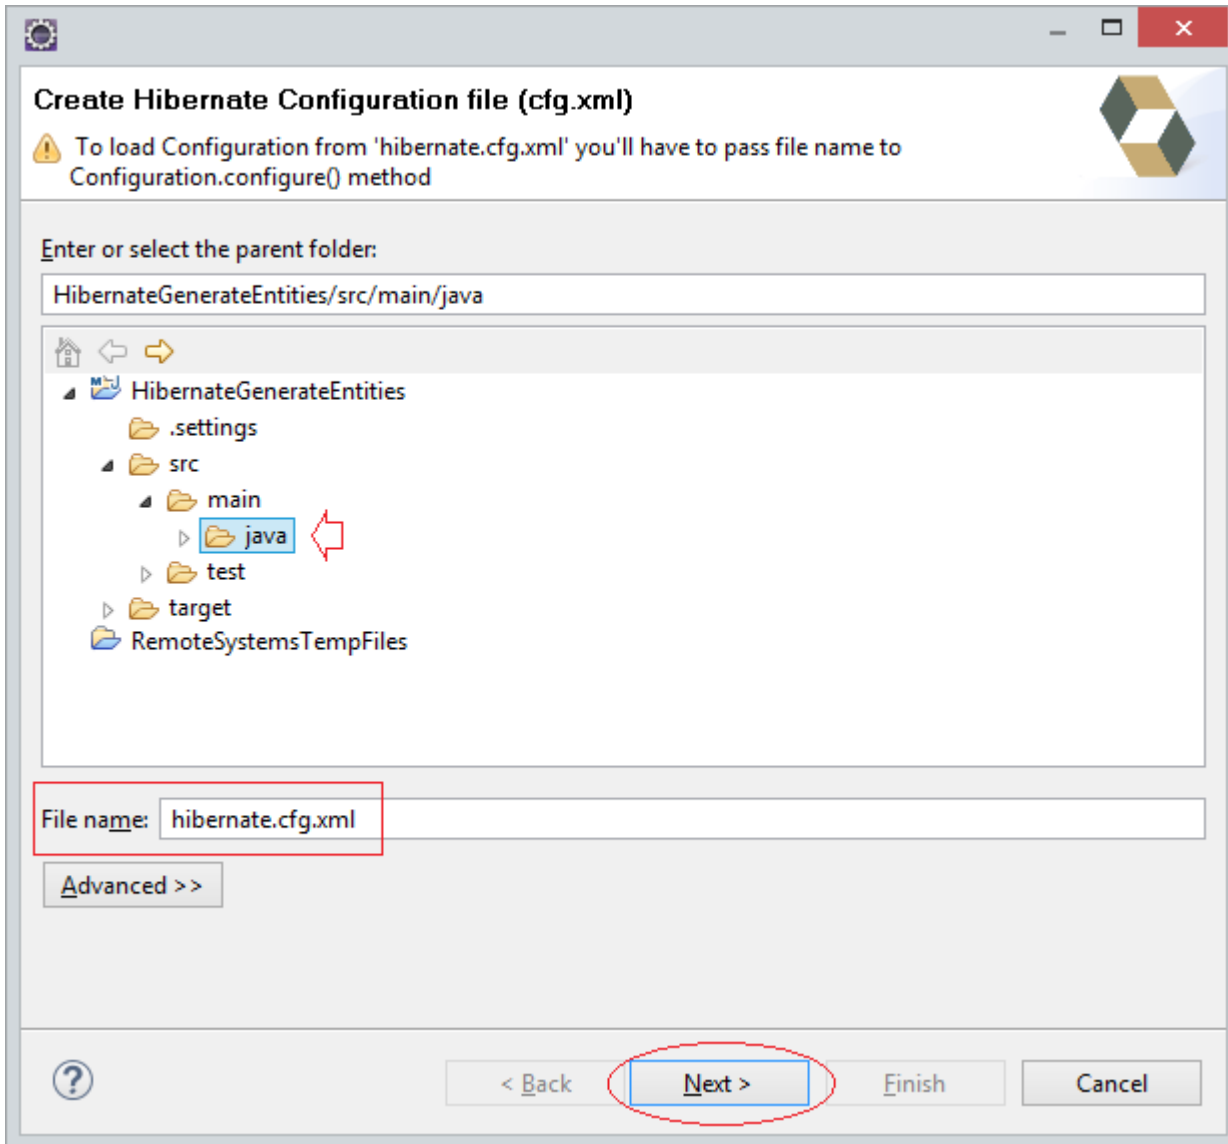 Create Hibernate Configuration file (cfg.xml)
To load Configuration from 'hibernate.cfg.xml' you'll have to pass file name to
Configuration.configure() method
Enter or select the parent folder:
HibernateGenerateEntities/src/main/java
HibernateGenerateEntities
.settings
src
main
java
test
target
RemoteSystemsTempFiles
File name: hibernate.cfg.xml
Advanced >>
< Back Next > Finish Cancel